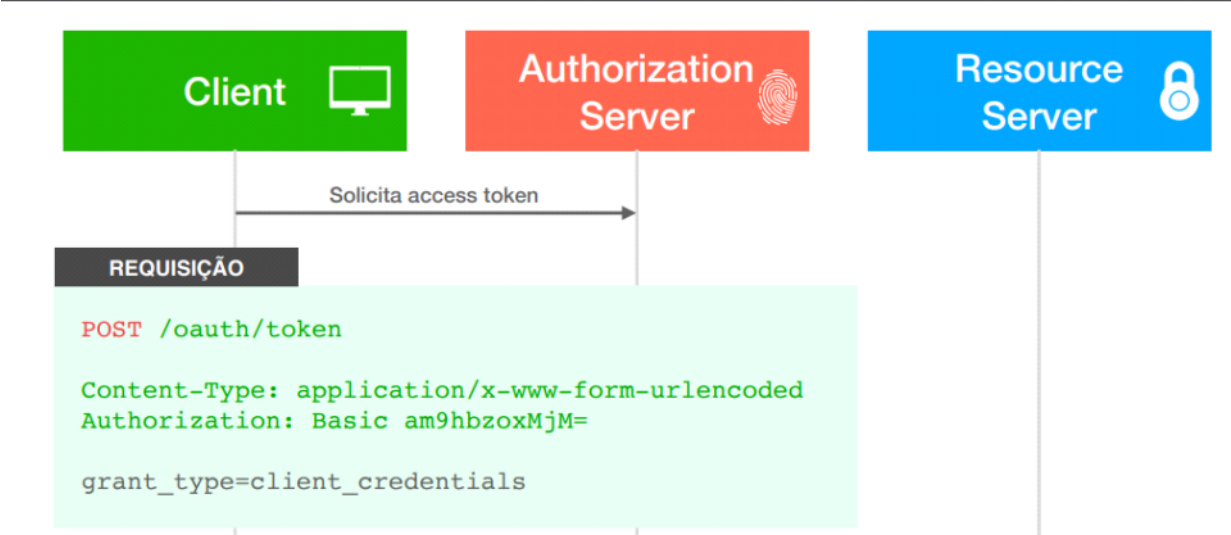 Client
Authorization
Server
Resource
Server
Solicita access token
REQUISIÇÃO
POST /oauth/token
Content-Type: application/x-www-form-urlencoded
Authorization: Basic am9hbzoxMjM=
grant_type=client_credentials